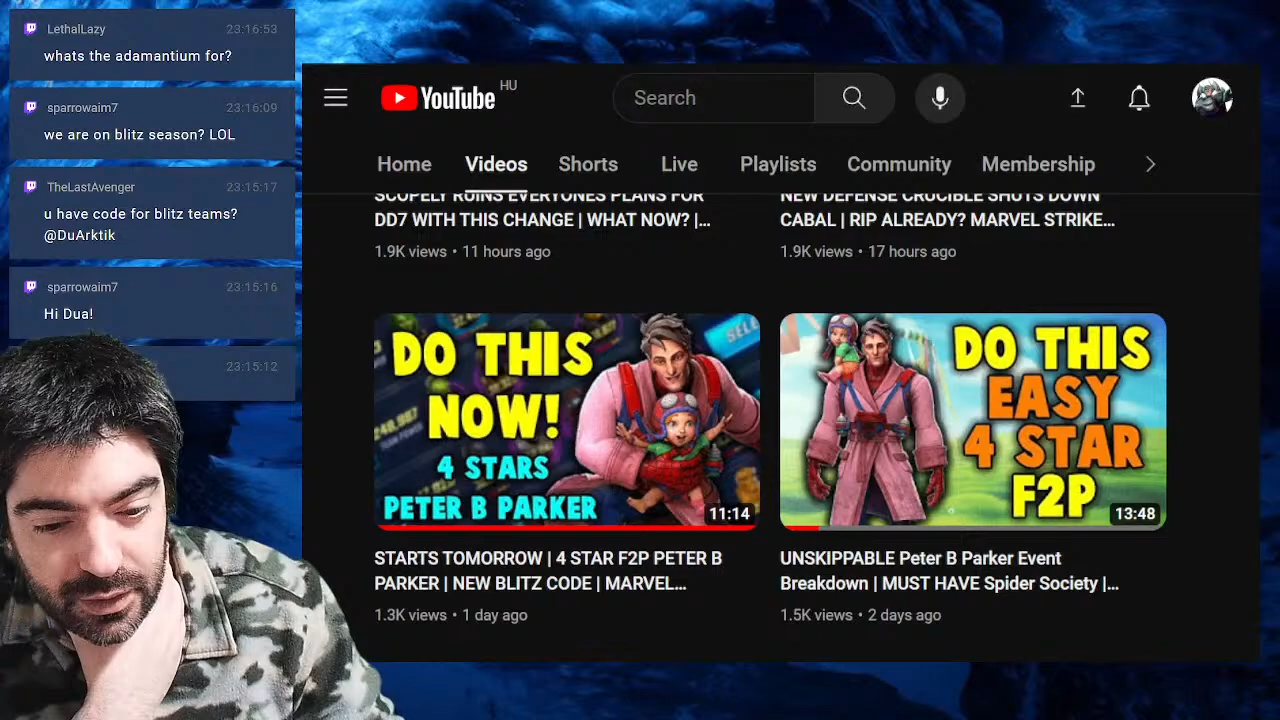 LethalLazy 23:16:53
whats the adamantium for?
sparrowaim7 23:16:09
we are on blitz season? LOL
TheLastAvenger 23:15:17
u have code for blitz teams?
@DuArktik
sparrowaim7 23:15:16
Hi Dua!
23:15:12
YouTube HU
Search
Home Videos Shorts Live Playlists Community Membership
SCOPELY RUINS EVERYONES PLANS FOR
DD7 WITH THIS CHANGE | WHAT NOW? |...
1.9K views • 11 hours ago
NEW DEFENSE CRUCIBLE SHUTS DOWN
CABAL | RIP ALREADY? MARVEL STRIKE...
1.9K views • 17 hours ago
DO THIS
NOW!
4 STARS
PETER B PARKER
11:14
STARTS TOMORROW | 4 STAR F2P PETER B
PARKER | NEW BLITZ CODE | MARVEL...
1.3K views • 1 day ago
DO THIS
EASY
4 STAR
F2P
13:48
UNSKIPPABLE Peter B Parker Event
Breakdown | MUST HAVE Spider Society |...
1.5K views • 2 days ago